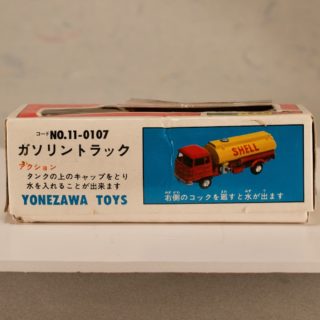 コード NO.11-0107
ガソリントラック
アクション
タンクの上のキャップをとり
水を入れることが出来ます
YONEZAWA TOYS
SHELL
右側のコックを廻すと水が出ます